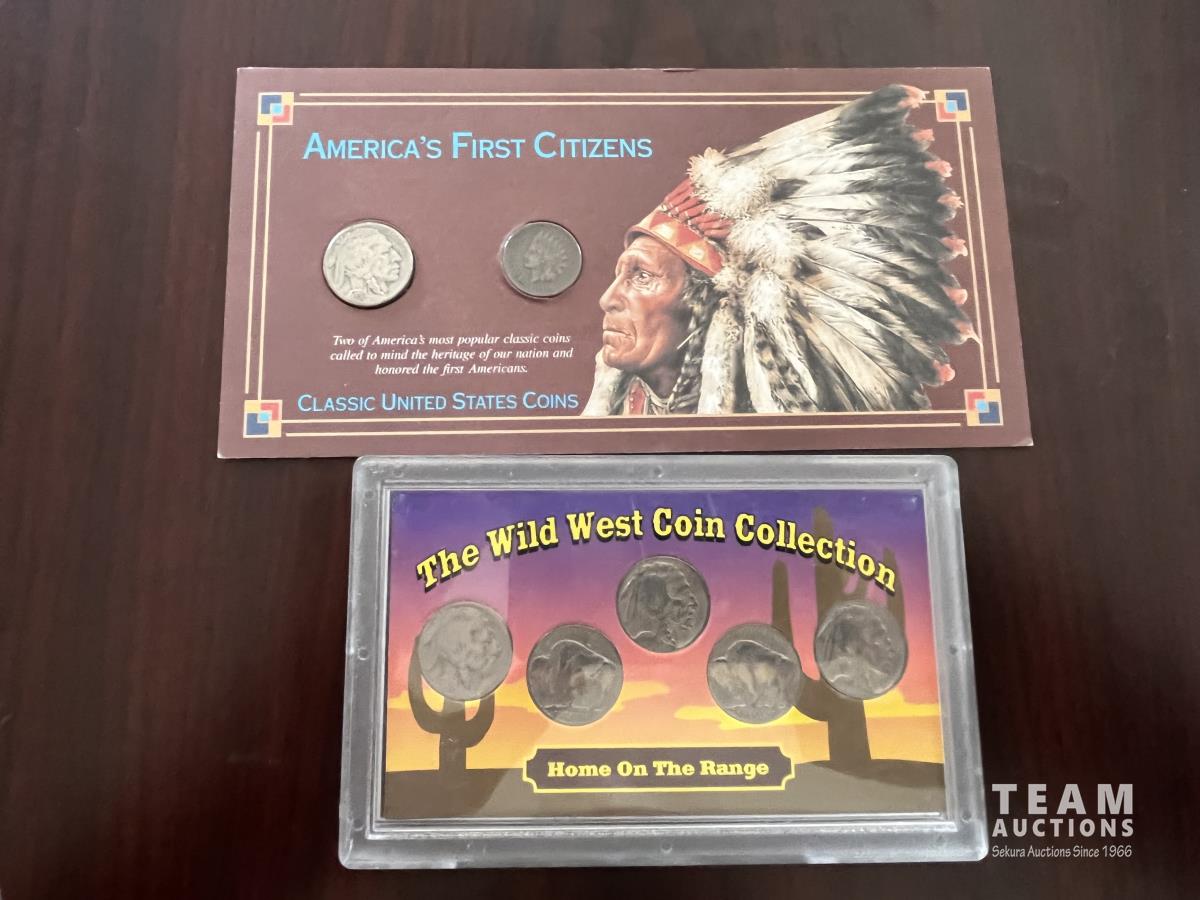 AMERICA'S FIRST CITIZENS
Two of America's most popular classic coins
called to mind the heritage of our nation and
honored the first Americans.
CLASSIC UNITED STATES COINS
The Wild West Coin Collection
Home On The Range
TEAM
AUCTIONS
Sekura Auctions Since 1966